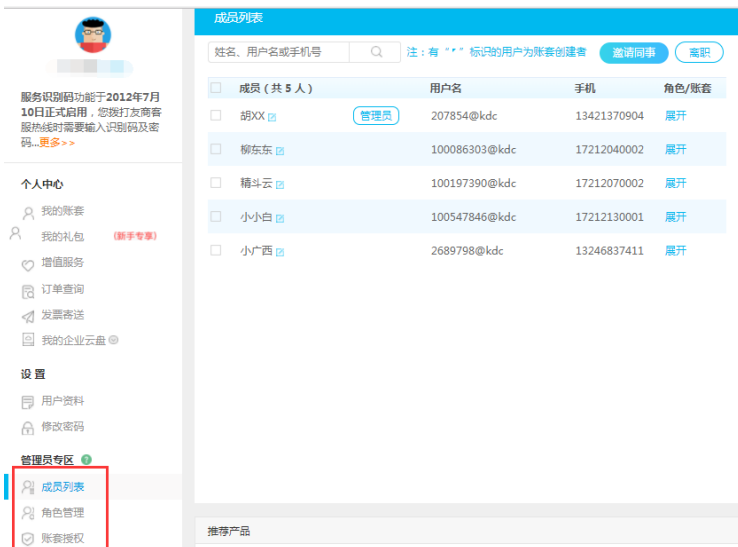 成员列表
姓名、用户名或手机号
注：有 "*" 标识的用户为账套创建者
邀请同事
离职
服务识别码功能于2012年7月
10日正式启用，您拨打友商客
服热线时需要输入识别码及密
码...更多>>
成员（共 5 人）
用户名
手机
角色/账套
胡XX
管理员
207854@kdc
13421370904
展开
柳东东
100086303@kdc
17212040002
展开
精斗云
100197390@kdc
17212070002
展开
小小白
100547846@kdc
17212130001
展开
小广西
2689798@kdc
13246837411
展开
个人中心
我的账套
我的礼包
（新手专享）
增值服务
订单查询
发票寄送
我的企业云盘
设 置
用户资料
修改密码
管理员专区
成员列表
角色管理
账套授权
推荐产品